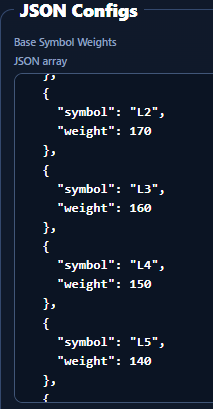 JSON Configs
Base Symbol Weights
JSON array
},
{
"symbol": "L2",
"weight": 170
},
{
"symbol": "L3",
"weight": 160
},
{
"symbol": "L4",
"weight": 150
},
{
"symbol": "L5",
"weight": 140
},
{